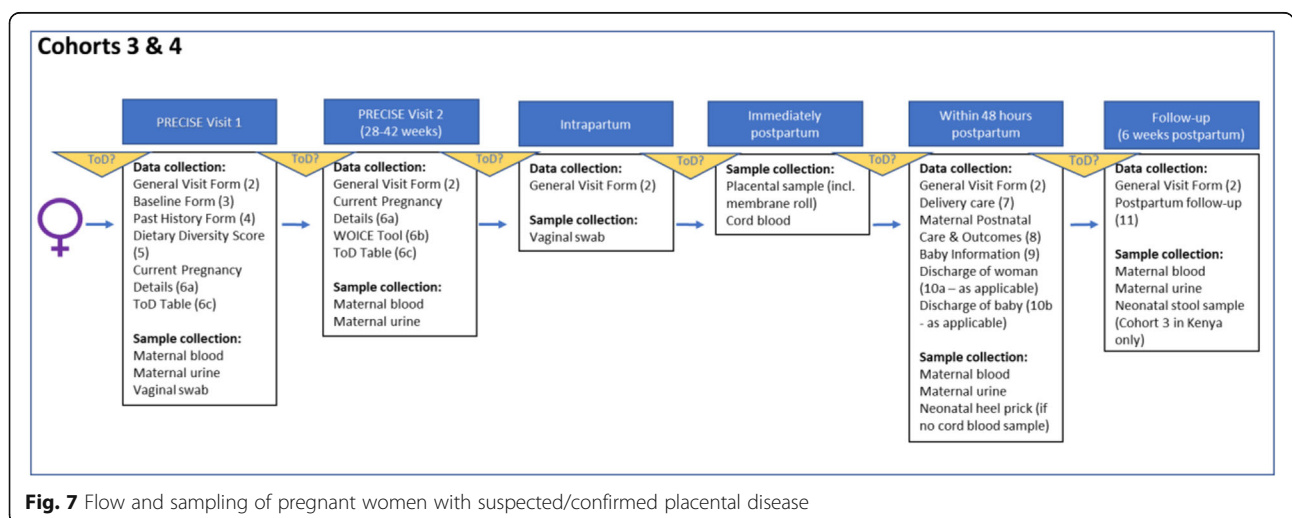 Cohorts 3 & 4
PRECISE Visit 1
ToD?
Data collection:
General Visit Form (2)
Baseline Form (3)
Past History Form (4)
Dietary Diversity Score
(5)
Current Pregnancy
Details (6a)
ToD Table (6c)
Sample collection:
Maternal blood
Maternal urine
Vaginal swab
PRECISE Visit 2
(28-42 weeks)
ToD?
Data collection:
General Visit Form (2)
Current Pregnancy
Details (6a)
WOICE Tool (6b)
ToD Table (6c)
Sample collection:
Maternal blood
Maternal urine
Intrapartum
ToD?
Data collection:
General Visit Form (2)
Sample collection:
Vaginal swab
Immediately
postpartum
ToD?
Sample collection:
Placental sample (incl.
membrane roll)
Cord blood
Within 48 hours
postpartum
ToD?
Data collection:
General Visit Form (2)
Delivery care (7)
Maternal Postnatal
Care & Outcomes (8)
Baby Information (9)
Discharge of woman
(10a – as applicable)
Discharge of baby (10b
- as applicable)
Sample collection:
Maternal blood
Maternal urine
Neonatal heel prick (if
no cord blood sample)
Follow-up
(6 weeks postpartum)
ToD?
Data collection:
General Visit Form (2)
Postpartum follow-up
(11)
Sample collection:
Maternal blood
Maternal urine
Neonatal stool sample
(Cohort 3 in Kenya
only)
Fig. 7 Flow and sampling of pregnant women with suspected/confirmed placental disease